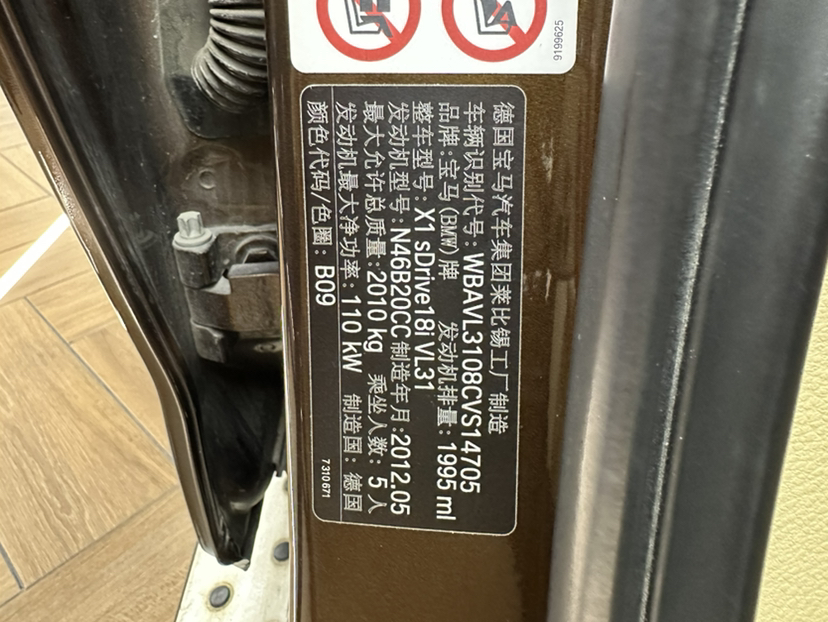 9199625
德国宝马汽车集团莱比锡工厂制造
车辆识别代号:WBAVL3108CVS14705
品牌:宝马(BMW)牌 发动机排量:1995 ml
整车型号:X1 sDrive18i VL31
发动机型号:N46B20CC 制造年月:2012.05
最大允许总质量:2010 kg 乘坐人数:5人
发动机最大净功率:110 kW 制造国:德国
颜色代码/色圈:B09
7 310 671